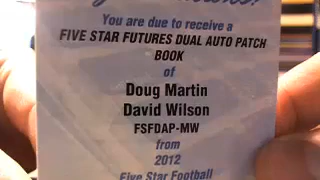 You are due to receive a
FIVE STAR FUTURES DUAL AUTO PATCH
BOOK
of
Doug Martin
David Wilson
FSFDAP-MW
from
2012
Five Star Football